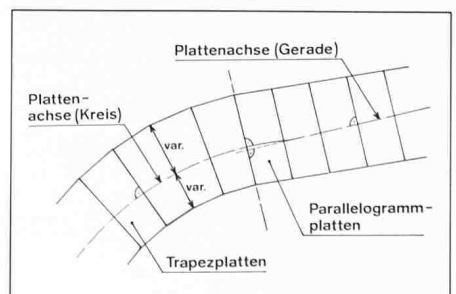 Plattenachse (Gerade)
Platten-
achse (Kreis)
var.
var.
Parallelogramm-
platten
Trapezplatten